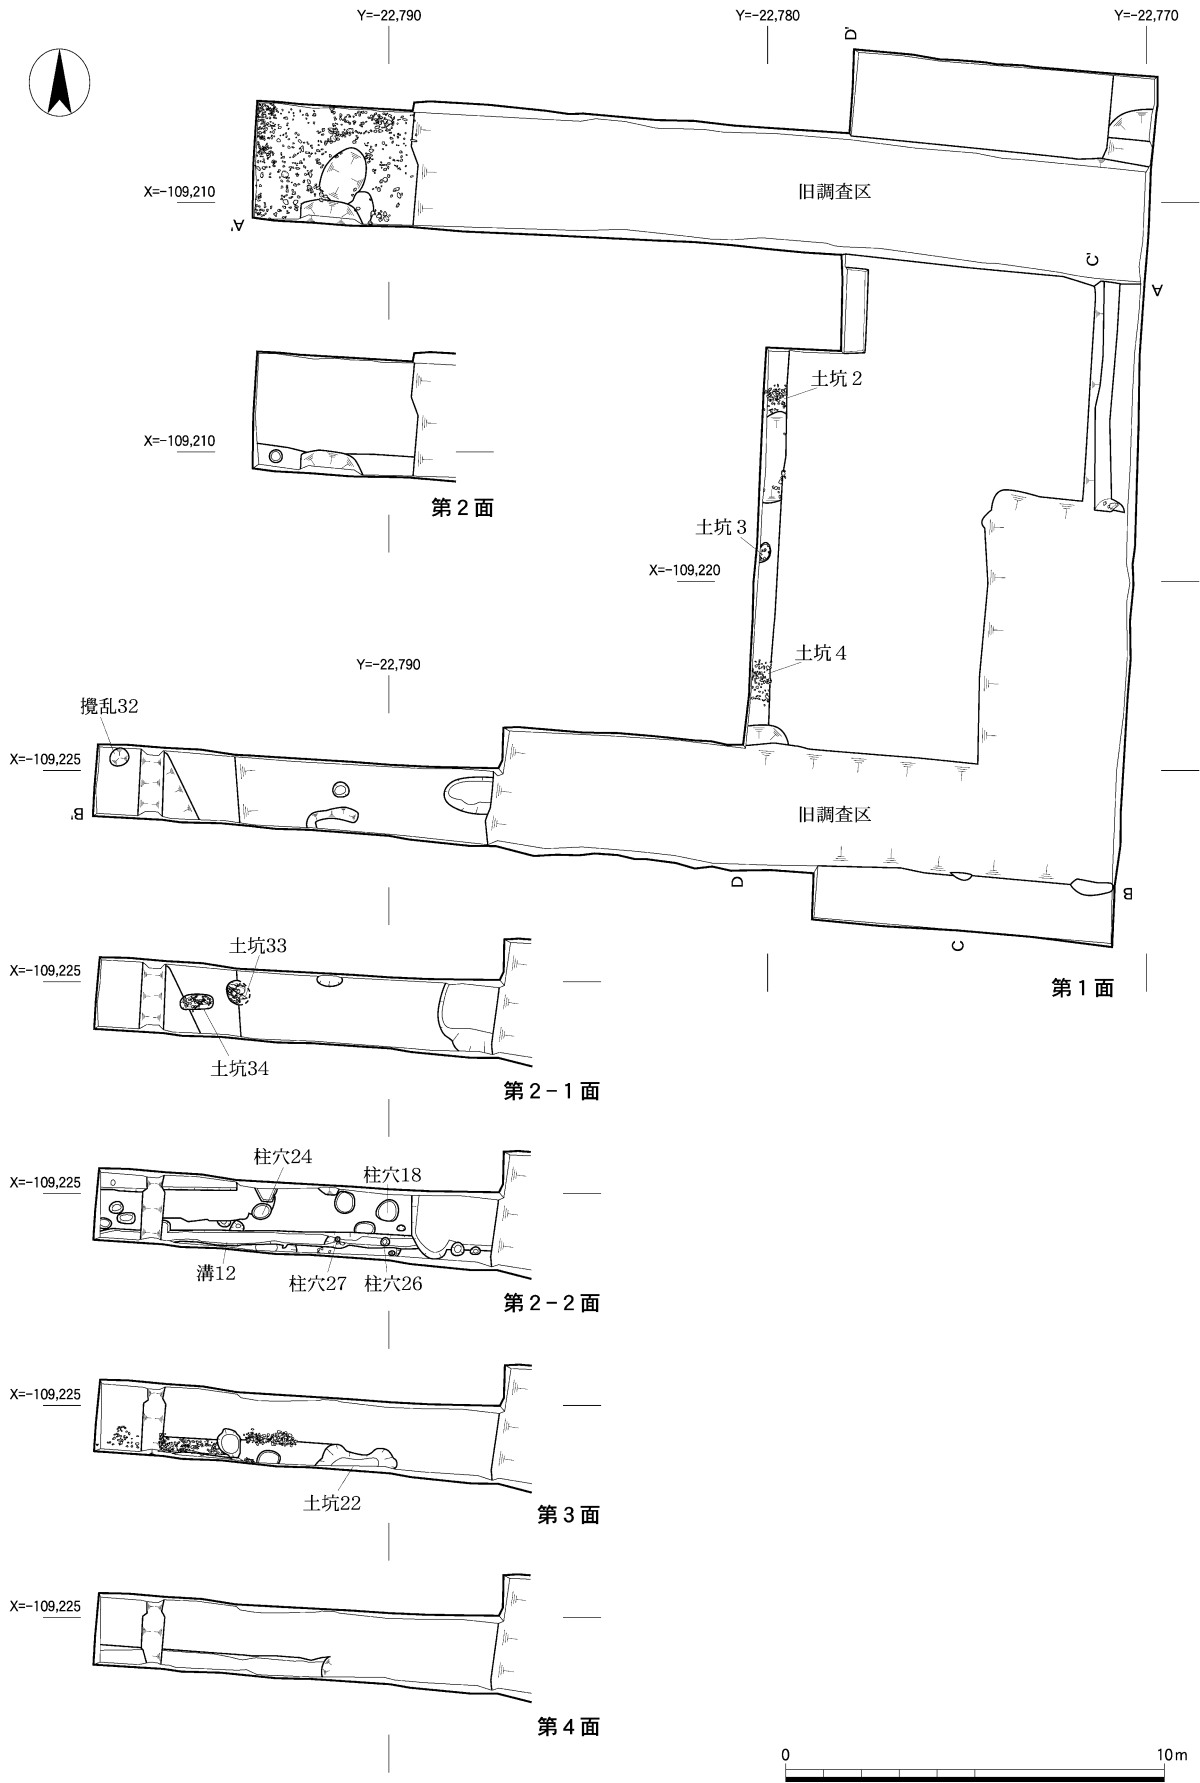 Y=-22,790
Y=-22,780
Y=-22,770
D'
X=-109,210
旧調査区
A'
C'
A
土坑2
X=-109,210
第2面
土坑3
X=-109,220
土坑4
Y=-22,790
攪乱32
X=-109,225
B'
旧調査区
D
B
C
第1面
土坑33
X=-109,225
土坑34
第2-1面
柱穴24
柱穴18
X=-109,225
溝12
柱穴27
柱穴26
第2-2面
X=-109,225
土坑22
第3面
X=-109,225
第4面
0
10m